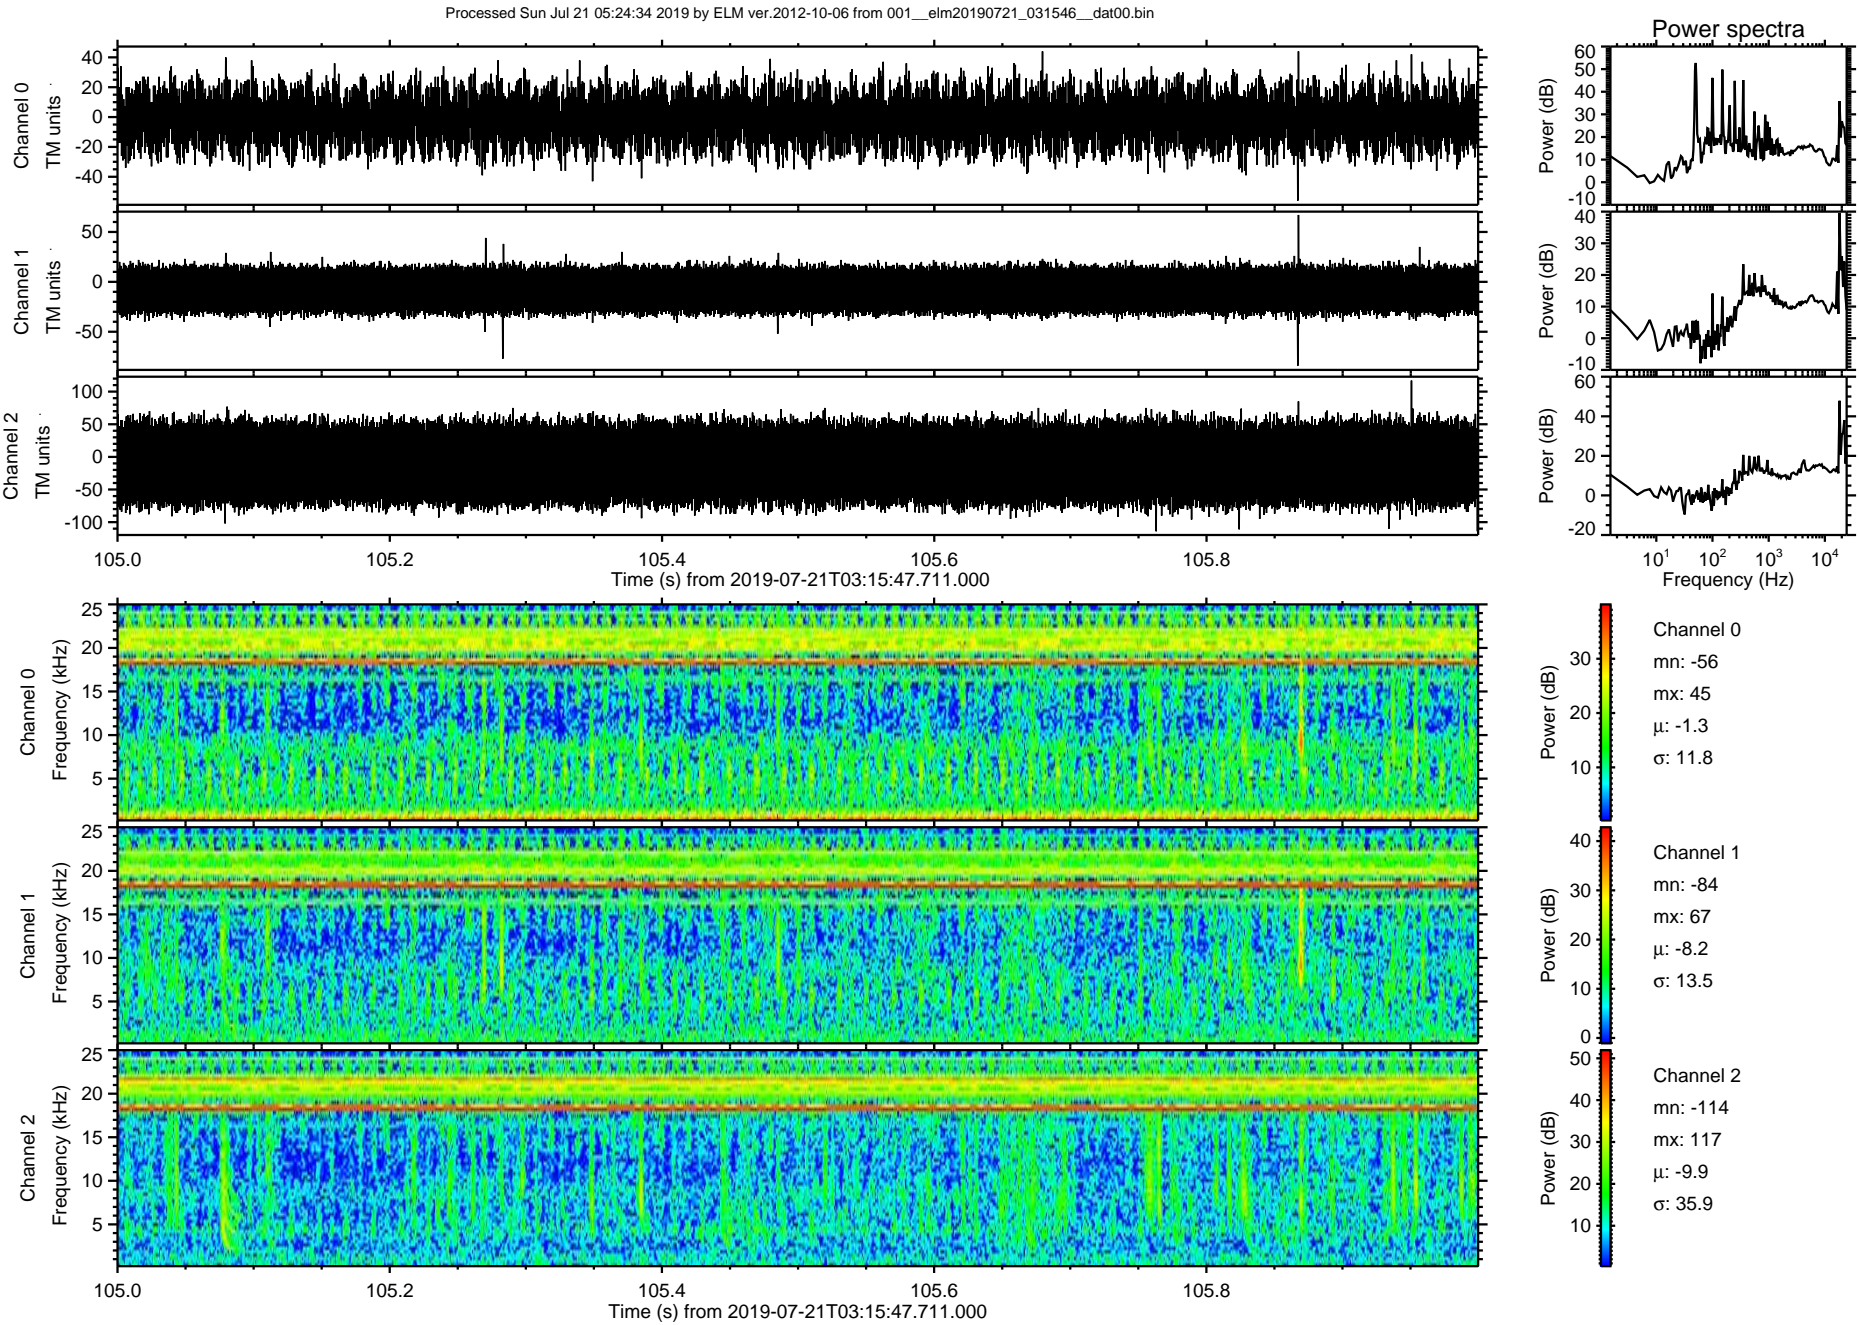 Processed Sun Jul 21 05:24:34 2019 by ELM ver.2012-10-06 from 001__elm20190721_031546__dat00.bin
Power spectra
Channel 0
TM units
40
20
0
-20
-40
Power (dB)
60
50
40
30
20
10
0
-10
Channel 1
TM units
50
0
-50
Power (dB)
40
30
20
10
0
-10
Channel 2
TM units
100
50
0
-50
-100
Power (dB)
60
40
20
0
-20
105.0 105.2 105.4 105.6 105.8
Time (s) from 2019-07-21T03:15:47.711.000
10^1 10^2 10^3 10^4
Frequency (Hz)
Channel 0
Frequency (kHz)
25
20
15
10
5
Power (dB)
30
20
10
Channel 0
mn: -56
mx: 45
μ: -1.3
σ: 11.8
Channel 1
Frequency (kHz)
25
20
15
10
5
Power (dB)
40
30
20
10
0
Channel 1
mn: -84
mx: 67
μ: -8.2
σ: 13.5
Channel 2
Frequency (kHz)
25
20
15
10
5
Power (dB)
50
40
30
20
10
Channel 2
mn: -114
mx: 117
μ: -9.9
σ: 35.9
105.0 105.2 105.4 105.6 105.8
Time (s) from 2019-07-21T03:15:47.711.000